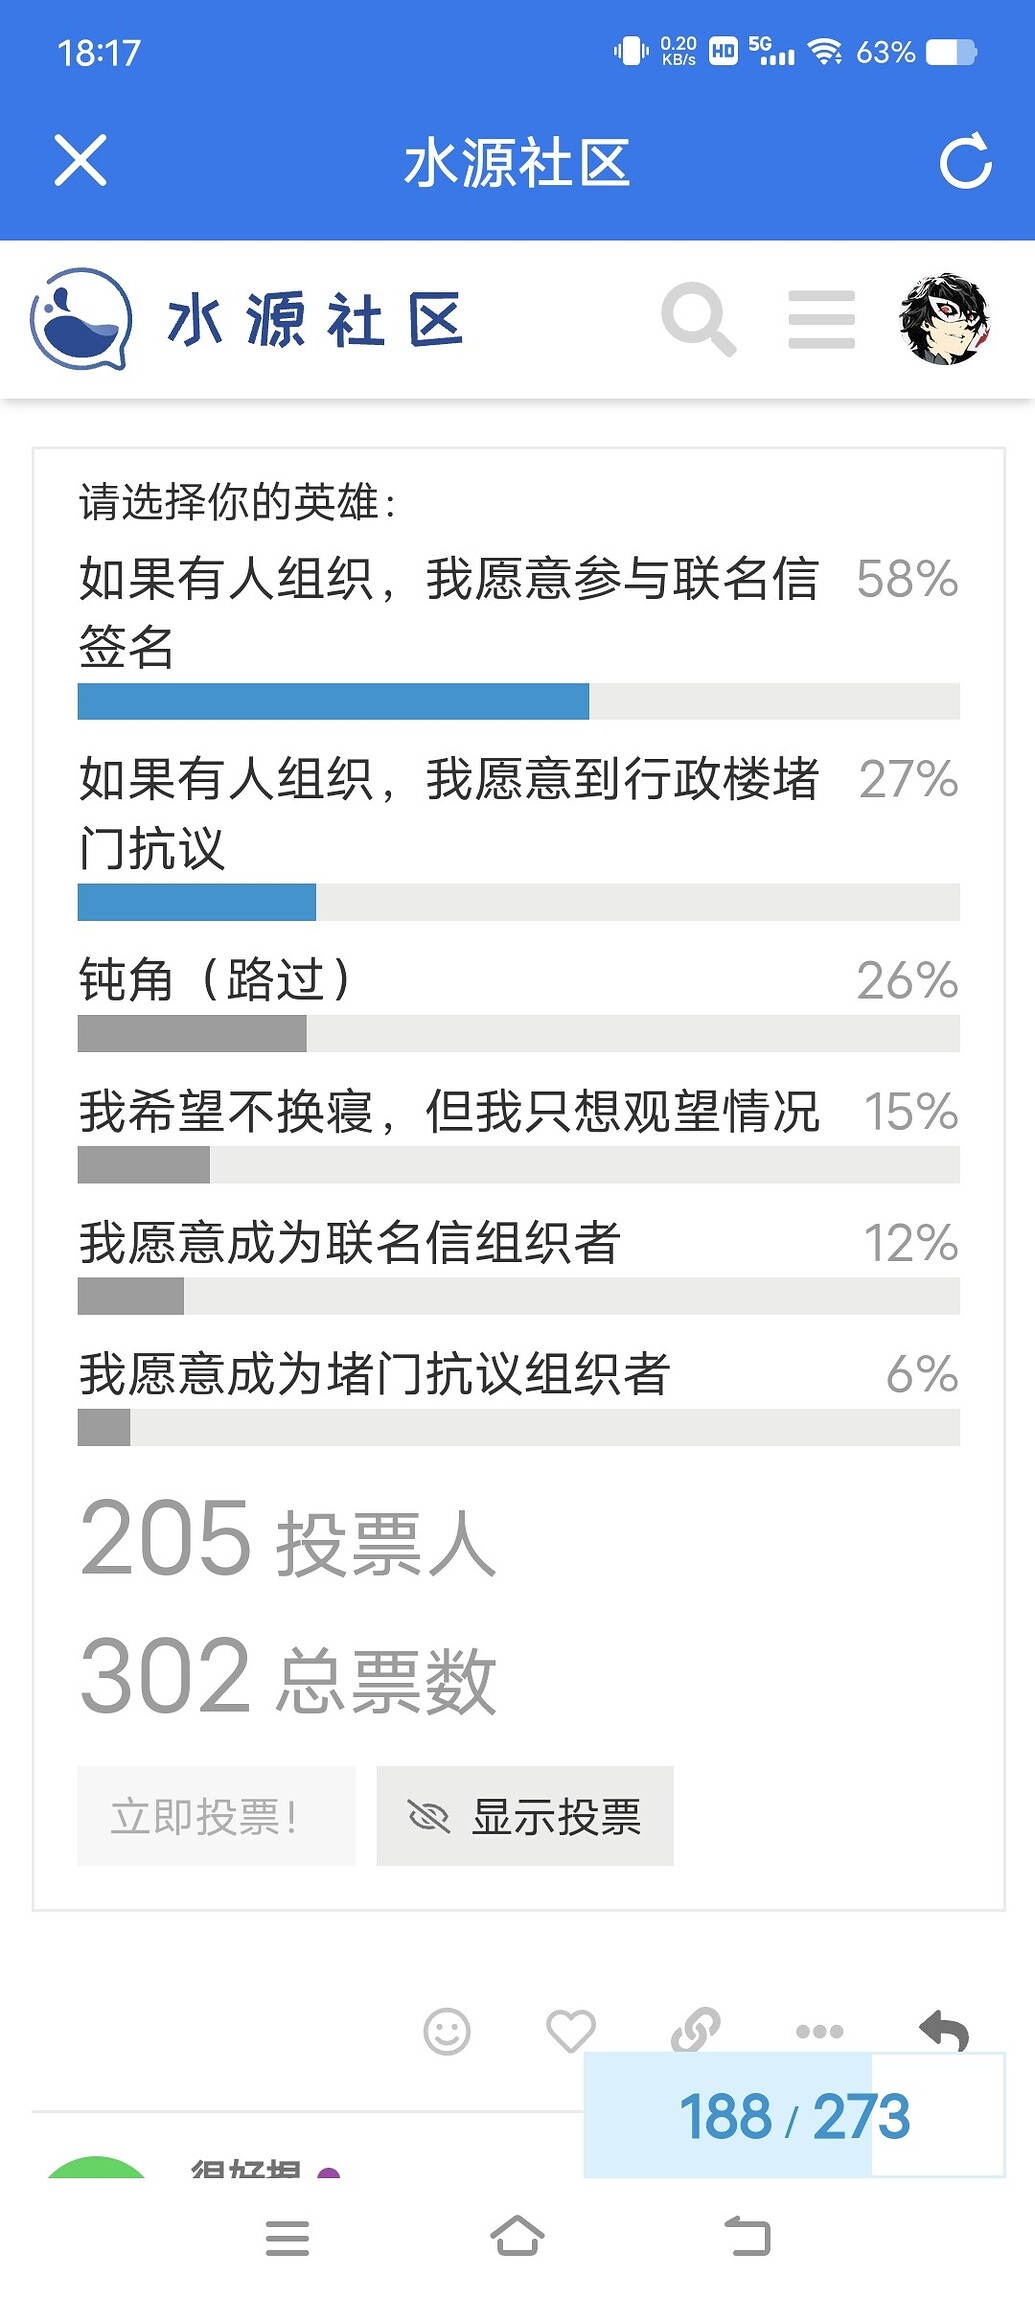 18:17
0.20
KB/s
HD
5G
63%
水源社区
水源社区
请选择你的英雄：
如果有人组织，我愿意参与联名信
签名
58%
如果有人组织，我愿意到行政楼堵
门抗议
27%
钝角（路过）
26%
我希望不换寝，但我只想观望情况
15%
我愿意成为联名信组织者
12%
我愿意成为堵门抗议组织者
6%
205 投票人
302 总票数
立即投票！
显示投票
188 / 273